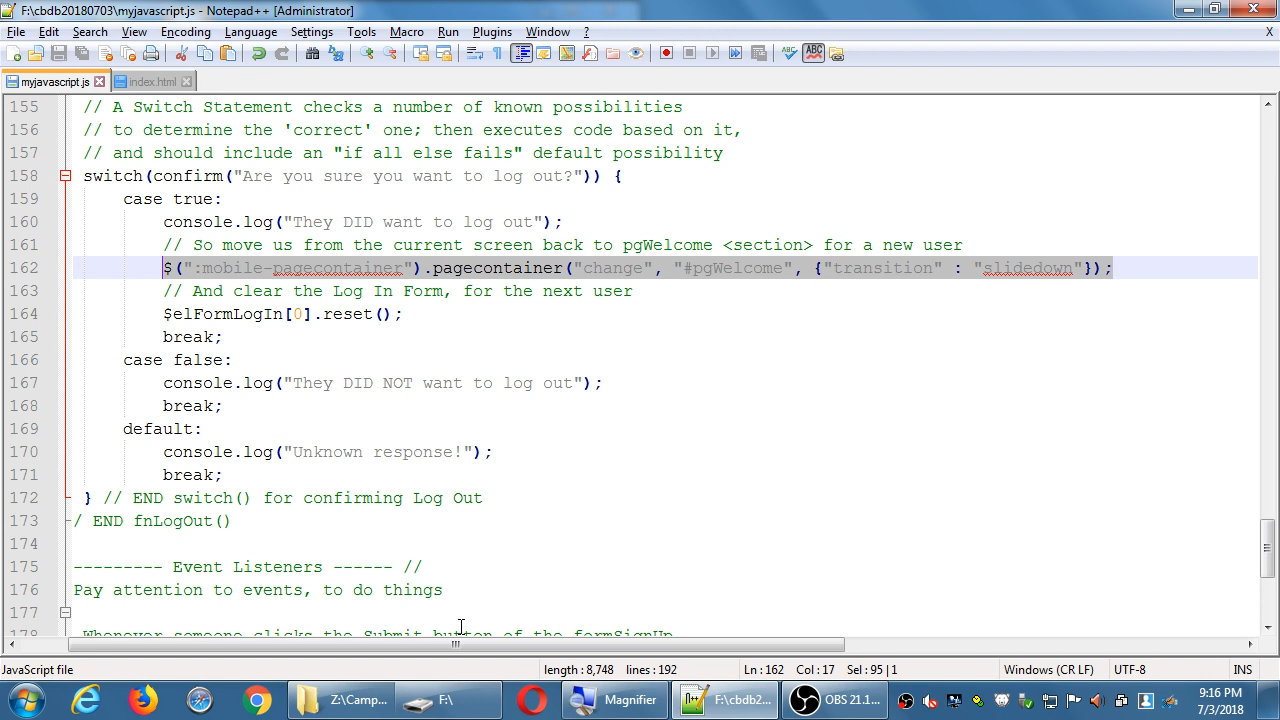 F:\cbdb20180703\myjavascript.js - Notepad++ [Administrator]
File Edit Search View Encoding Language Settings Tools Macro Run Plugins Window ? X
myjavascript.js index.html
155 // A Switch Statement checks a number of known possibilities
156 // to determine the 'correct' one; then executes code based on it,
157 // and should include an "if all else fails" default possibility
158 switch(confirm("Are you sure you want to log out?")) {
159 case true:
160 console.log("They DID want to log out");
161 // So move us from the current screen back to pgWelcome <section> for a new user
162 $(":mobile-pagecontainer").pagecontainer("change", "#pgWelcome", {"transition" : "slidedown"});
163 // And clear the Log In Form, for the next user
164 $elFormLogIn[0].reset();
165 break;
166 case false:
167 console.log("They DID NOT want to log out");
168 break;
169 default:
170 console.log("Unknown response!");
171 break;
172 } // END switch() for confirming Log Out
173 / END fnLogOut()
174
175 --------- Event Listeners ------ //
176 Pay attention to events, to do things
177
178 Whenever someone clicks the Submit button of the formSignUp
JavaScript file length : 8,748 lines : 192 Ln : 162 Col : 17 Sel : 95 | 1 Windows (CR LF) UTF-8 INS
Z:\Camp... F:\ Magnifier F:\cbdb2... OBS 21.1... 9:16 PM
7/3/2018